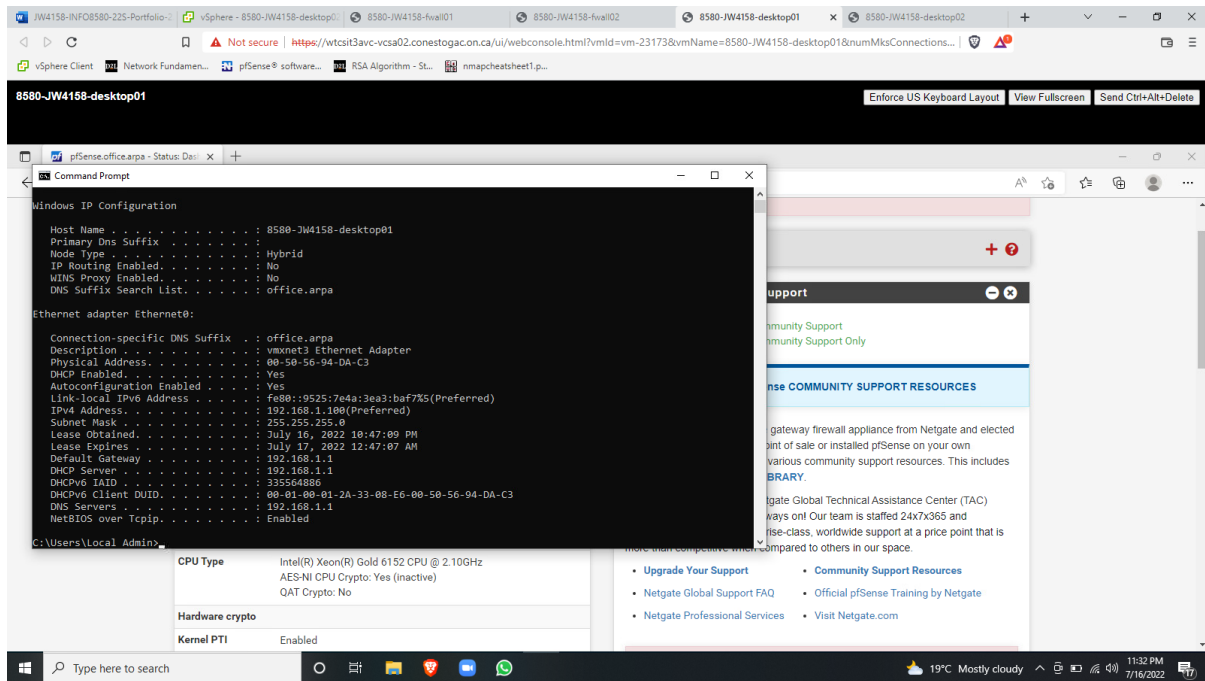 JW4158-INFO8580-22S-Portfolio-2
vSphere - 8580-JW4158-desktop02
8580-JW4158-fwall01
8580-JW4158-fwall02
8580-JW4158-desktop01
8580-JW4158-desktop02
Not secure
https://wtcsit3avc-vcsa02.conestogac.on.ca/ui/webconsole.html?vmId=vm-23173&vmName=8580-JW4158-desktop01&numMksConnections...
vSphere Client
Network Fundamen...
pfSense® software...
RSA Algorithm - St...
nmapcheatsheet1.p...
8580-JW4158-desktop01
Enforce US Keyboard Layout
View Fullscreen
Send Ctrl+Alt+Delete
pfSense.office.arpa - Status: Das
Command Prompt
Windows IP Configuration
Host Name . . . . . . . . . . . . : 8580-JW4158-desktop01
Primary Dns Suffix . . . . . . . :
Node Type . . . . . . . . . . . . : Hybrid
IP Routing Enabled. . . . . . . . : No
WINS Proxy Enabled. . . . . . . . : No
DNS Suffix Search List. . . . . . : office.arpa
Ethernet adapter Ethernet0:
Connection-specific DNS Suffix . : office.arpa
Description . . . . . . . . . . . : vmxnet3 Ethernet Adapter
Physical Address. . . . . . . . . : 00-50-56-94-DA-C3
DHCP Enabled. . . . . . . . . . . : Yes
Autoconfiguration Enabled . . . . : Yes
Link-local IPv6 Address . . . . . : fe80::9525:7e4a:3ea3:baf7%5(Preferred)
IPv4 Address. . . . . . . . . . . : 192.168.1.100(Preferred)
Subnet Mask . . . . . . . . . . . : 255.255.255.0
Lease Obtained. . . . . . . . . . : July 16, 2022 10:47:09 PM
Lease Expires . . . . . . . . . . : July 17, 2022 12:47:07 AM
Default Gateway . . . . . . . . . : 192.168.1.1
DHCP Server . . . . . . . . . . . : 192.168.1.1
DHCPv6 IAID . . . . . . . . . . . : 335564886
DHCPv6 Client DUID. . . . . . . . : 00-01-00-01-2A-33-08-E6-00-50-56-94-DA-C3
DNS Servers . . . . . . . . . . . : 192.168.1.1
NetBIOS over Tcpip. . . . . . . . : Enabled
C:\Users\Local Admin>
upport
mmunity Support
mmunity Support Only
nse COMMUNITY SUPPORT RESOURCES
gateway firewall appliance from Netgate and elected
oint of sale or installed pfSense on your own
various community support resources. This includes
BRARY.
tgate Global Technical Assistance Center (TAC)
ways on! Our team is staffed 24x7x365 and
rise-class, worldwide support at a price point that is
more than competitive when compared to others in our space.
Upgrade Your Support
Community Support Resources
Netgate Global Support FAQ
Official pfSense Training by Netgate
Netgate Professional Services
Visit Netgate.com
CPU Type
Intel(R) Xeon(R) Gold 6152 CPU @ 2.10GHz
AES-NI CPU Crypto: Yes (inactive)
QAT Crypto: No
Hardware crypto
Kernel PTI
Enabled
Type here to search
19°C Mostly cloudy
11:32 PM
7/16/2022
17